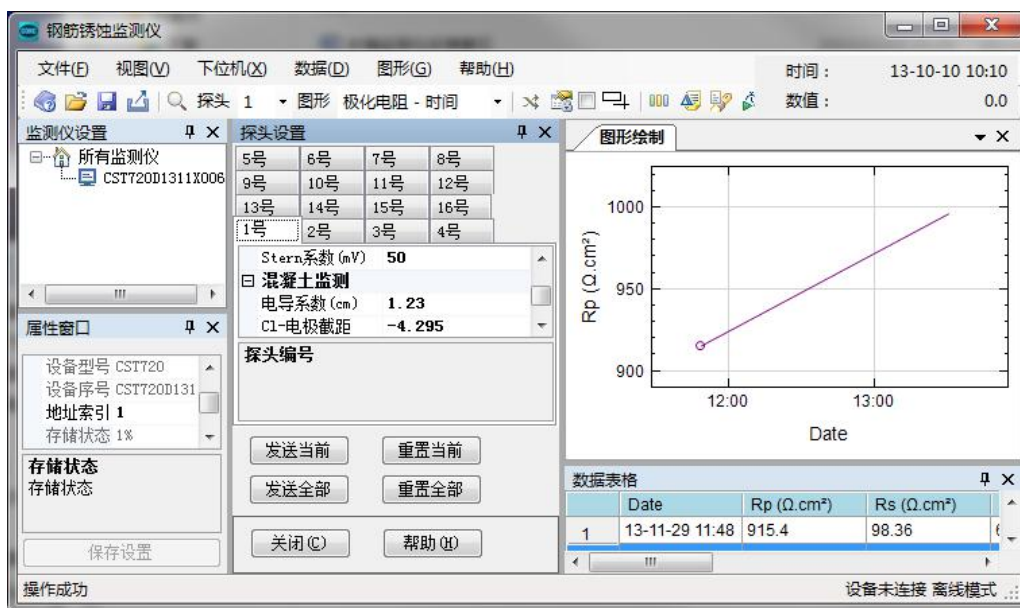 钢筋锈蚀监测仪
文件(F) 视图(V) 下位机(X) 数据(D) 图形(G) 帮助(H)
时间： 13-10-10 10:10
探头 1 图形 极化电阻 - 时间
数值： 0.0
监测仪设置
所有监测仪
CST720D1311X006
属性窗口
设备型号 CST720
设备序号 CST720D131
地址索引 1
存储状态 1%
存储状态
存储状态
保存设置
探头设置
5号 6号 7号 8号
9号 10号 11号 12号
13号 14号 15号 16号
1号 2号 3号 4号
Stern系数(mV) 50
混凝土监测
电导系数(cm) 1.23
Cl-电极截距 -4.295
探头编号
发送当前 重置当前
发送全部 重置全部
关闭(C) 帮助(H)
图形绘制
1000
950
900
Rp (Ω.cm²)
12:00 13:00
Date
数据表格
Date Rp (Ω.cm²) Rs (Ω.cm²)
1 13-11-29 11:48 915.4 98.36
操作成功
设备未连接 离线模式